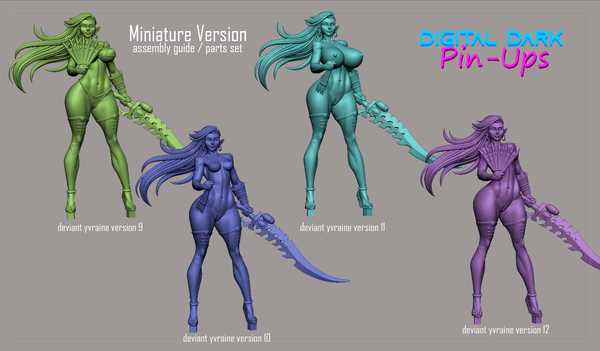 Miniature Version
assembly guide / parts set
DIGITAL DARK
Pin-Ups
deviant yvraine version 9
deviant yvraine version 11
deviant yvraine version 10
deviant yvraine version 12